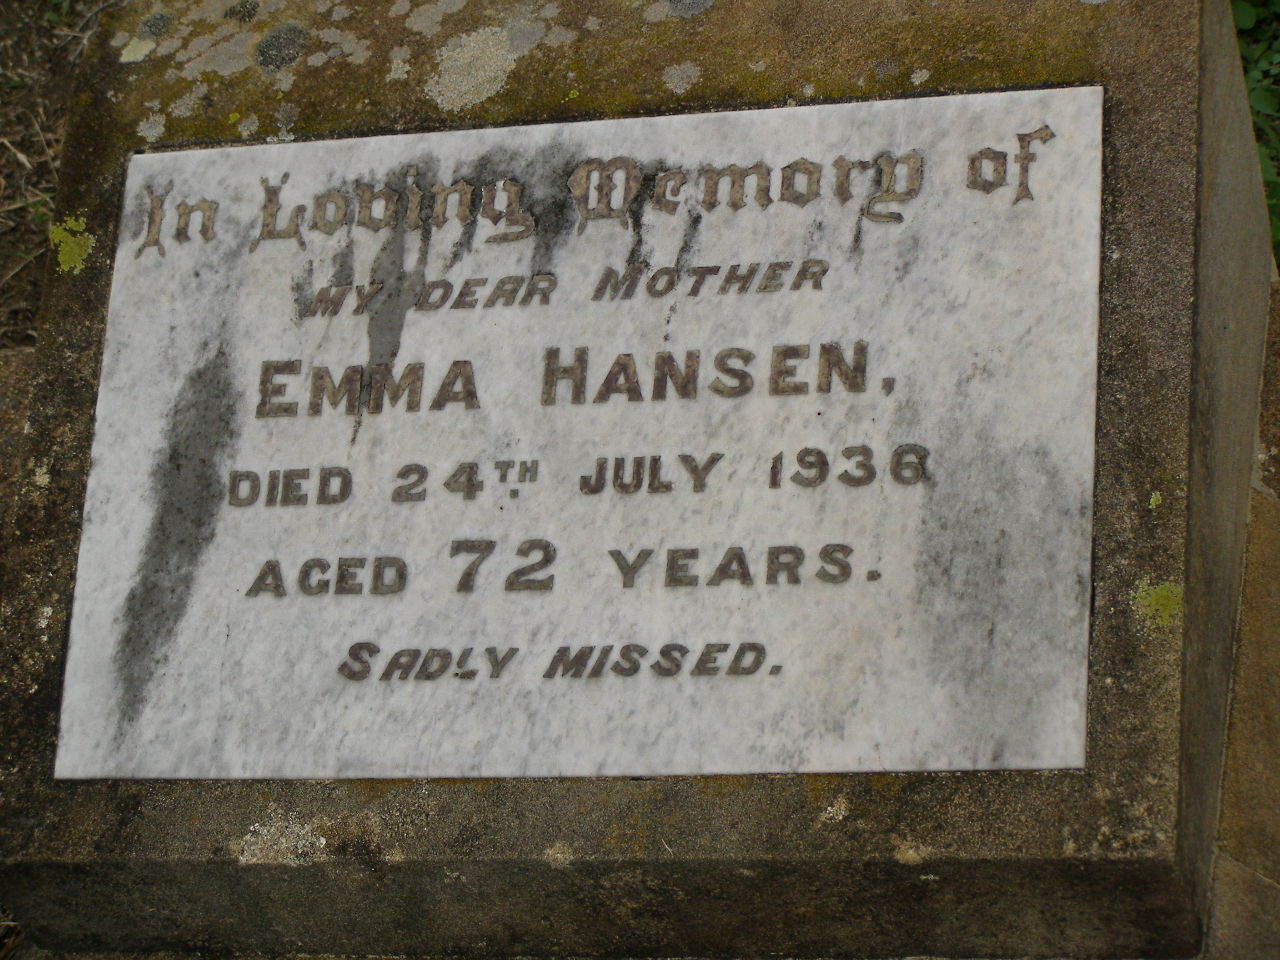 In Loving Memory of
MY DEAR MOTHER
EMMA HANSEN,
DIED 24TH. JULY 1936
AGED 72 YEARS.
SADLY MISSED.